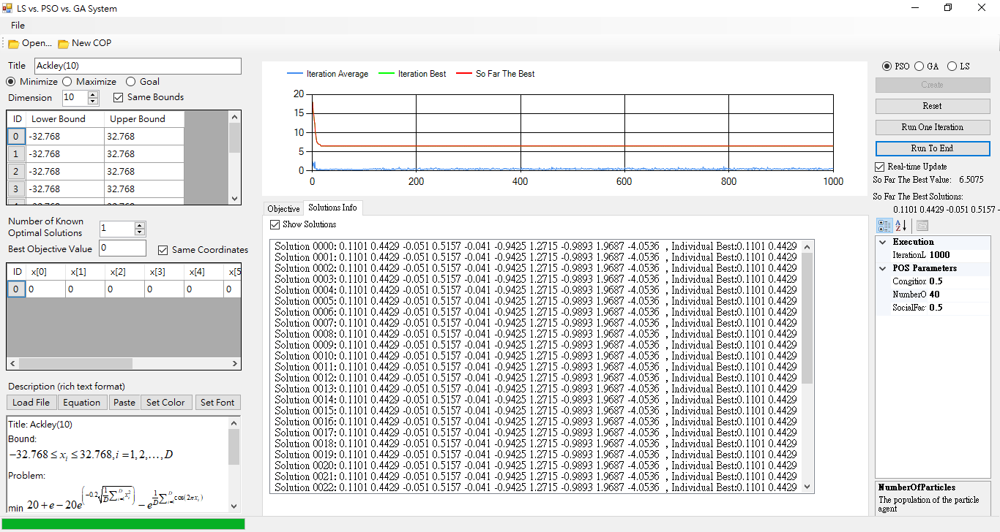 LS vs. PSO vs. GA System
File
Open... New COP
Title Ackley(10)
Minimize Maximize Goal
Dimension 10 Same Bounds
ID Lower Bound Upper Bound
0 -32.768 32.768
1 -32.768 32.768
2 -32.768 32.768
3 -32.768 32.768
Number of Known
Optimal Solutions 1
Best Objective Value 0 Same Coordinates
ID x[0] x[1] x[2] x[3] x[4] x[5
0 0 0 0 0 0 0
Description (rich text format)
Load File Equation Paste Set Color Set Font
Title: Ackley(10)
Bound:
−32.768 ≤ xᵢ ≤ 32.768, i = 1, 2, ..., D
Problem:
min 20 + e − 20e^(−0.2√(1/D ∑ᵢ₌₁ᴰ xᵢ²)) − e^(1/D ∑ᵢ₌₁ᴰ cos(2πxᵢ))
Iteration Average Iteration Best So Far The Best
20
15
10
5
0
0 200 400 600 800 1000
Objective Solutions Info
Show Solutions
Solution 0000: 0.1101 0.4429 -0.051 0.5157 -0.041 -0.9425 1.2715 -0.9893 1.9687 -4.0536 , Individual Best:0.1101 0.4429
Solution 0001: 0.1101 0.4429 -0.051 0.5157 -0.041 -0.9425 1.2715 -0.9893 1.9687 -4.0536 , Individual Best:0.1101 0.4429
Solution 0002: 0.1101 0.4429 -0.051 0.5157 -0.041 -0.9425 1.2715 -0.9893 1.9687 -4.0536 , Individual Best:0.1101 0.4429
Solution 0003: 0.1101 0.4429 -0.051 0.5157 -0.041 -0.9425 1.2715 -0.9893 1.9687 -4.0536 , Individual Best:0.1101 0.4429
Solution 0004: 0.1101 0.4429 -0.051 0.5157 -0.041 -0.9425 1.2715 -0.9893 1.9687 -4.0536 , Individual Best:0.1101 0.4429
Solution 0005: 0.1101 0.4429 -0.051 0.5157 -0.041 -0.9425 1.2715 -0.9893 1.9687 -4.0536 , Individual Best:0.1101 0.4429
Solution 0006: 0.1101 0.4429 -0.051 0.5157 -0.041 -0.9425 1.2715 -0.9893 1.9687 -4.0536 , Individual Best:0.1101 0.4429
Solution 0007: 0.1101 0.4429 -0.051 0.5157 -0.041 -0.9425 1.2715 -0.9893 1.9687 -4.0536 , Individual Best:0.1101 0.4429
Solution 0008: 0.1101 0.4429 -0.051 0.5157 -0.041 -0.9425 1.2715 -0.9893 1.9687 -4.0536 , Individual Best:0.1101 0.4429
Solution 0009: 0.1101 0.4429 -0.051 0.5157 -0.041 -0.9425 1.2715 -0.9893 1.9687 -4.0536 , Individual Best:0.1101 0.4429
Solution 0010: 0.1101 0.4429 -0.051 0.5157 -0.041 -0.9425 1.2715 -0.9893 1.9687 -4.0536 , Individual Best:0.1101 0.4429
Solution 0011: 0.1101 0.4429 -0.051 0.5157 -0.041 -0.9425 1.2715 -0.9893 1.9687 -4.0536 , Individual Best:0.1101 0.4429
Solution 0012: 0.1101 0.4429 -0.051 0.5157 -0.041 -0.9425 1.2715 -0.9893 1.9687 -4.0536 , Individual Best:0.1101 0.4429
Solution 0013: 0.1101 0.4429 -0.051 0.5157 -0.041 -0.9425 1.2715 -0.9893 1.9687 -4.0536 , Individual Best:0.1101 0.4429
Solution 0014: 0.1101 0.4429 -0.051 0.5157 -0.041 -0.9425 1.2715 -0.9893 1.9687 -4.0536 , Individual Best:0.1101 0.4429
Solution 0015: 0.1101 0.4429 -0.051 0.5157 -0.041 -0.9425 1.2715 -0.9893 1.9687 -4.0536 , Individual Best:0.1101 0.4429
Solution 0016: 0.1101 0.4429 -0.051 0.5157 -0.041 -0.9425 1.2715 -0.9893 1.9687 -4.0536 , Individual Best:0.1101 0.4429
Solution 0017: 0.1101 0.4429 -0.051 0.5157 -0.041 -0.9425 1.2715 -0.9893 1.9687 -4.0536 , Individual Best:0.1101 0.4429
Solution 0018: 0.1101 0.4429 -0.051 0.5157 -0.041 -0.9425 1.2715 -0.9893 1.9687 -4.0536 , Individual Best:0.1101 0.4429
Solution 0019: 0.1101 0.4429 -0.051 0.5157 -0.041 -0.9425 1.2715 -0.9893 1.9687 -4.0536 , Individual Best:0.1101 0.4429
Solution 0020: 0.1101 0.4429 -0.051 0.5157 -0.041 -0.9425 1.2715 -0.9893 1.9687 -4.0536 , Individual Best:0.1101 0.4429
Solution 0021: 0.1101 0.4429 -0.051 0.5157 -0.041 -0.9425 1.2715 -0.9893 1.9687 -4.0536 , Individual Best:0.1101 0.4429
Solution 0022: 0.1101 0.4429 -0.051 0.5157 -0.041 -0.9425 1.2715 -0.9893 1.9687 -4.0536 , Individual Best:0.1101 0.4429
PSO GA LS
Create
Reset
Run One Iteration
Run To End
Real-time Update
So Far The Best Value: 6.5075
So Far The Best Solutions:
0.1101 0.4429 -0.051 0.5157 -
Execution
IterationL 1000
POS Parameters
Congition 0.5
NumberO 40
SocialFac 0.5
NumberOfParticles
The population of the particle
agent